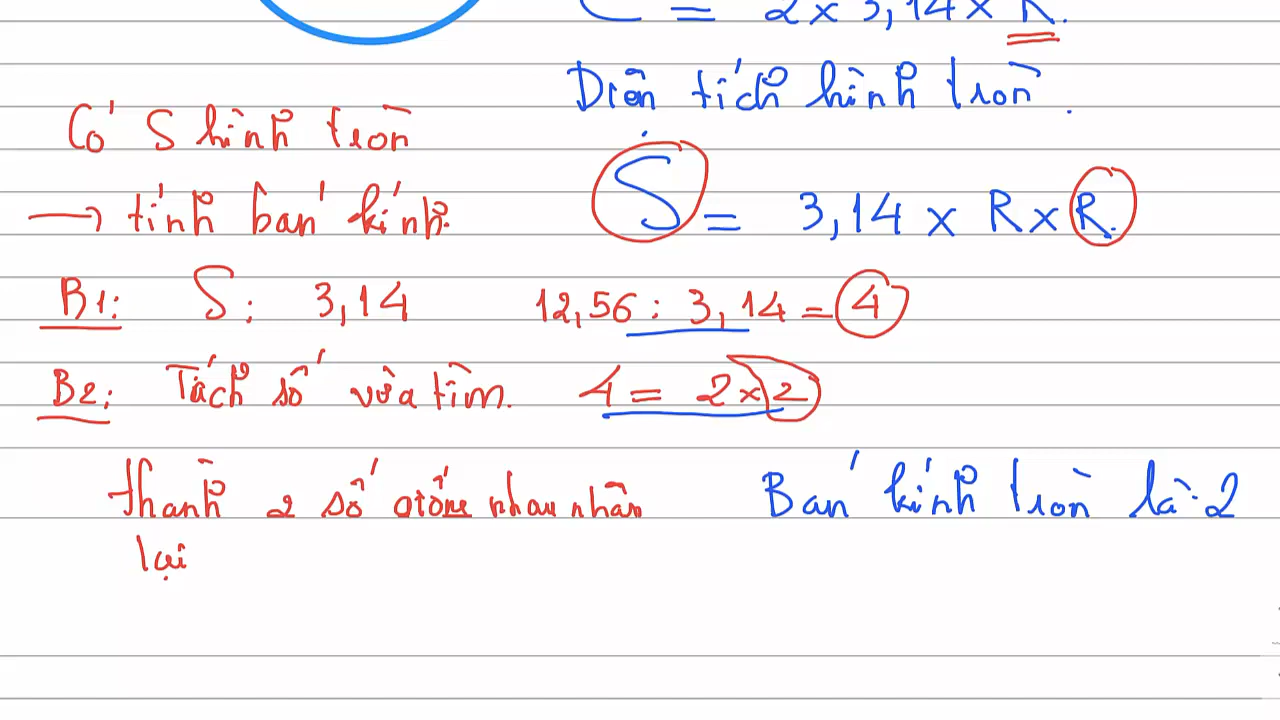 C = 2 x 3,14 x R.
Diện tích hình tròn.
Có S hình tròn
→ tính bán kính.
S = 3,14 x R x R.
B1: S : 3,14 12,56 : 3,14 = 4
B2: Tách số vừa tìm. 4 = 2 x 2
thành 2 số giống nhau nhân
lại
Bán kính tròn là: 2